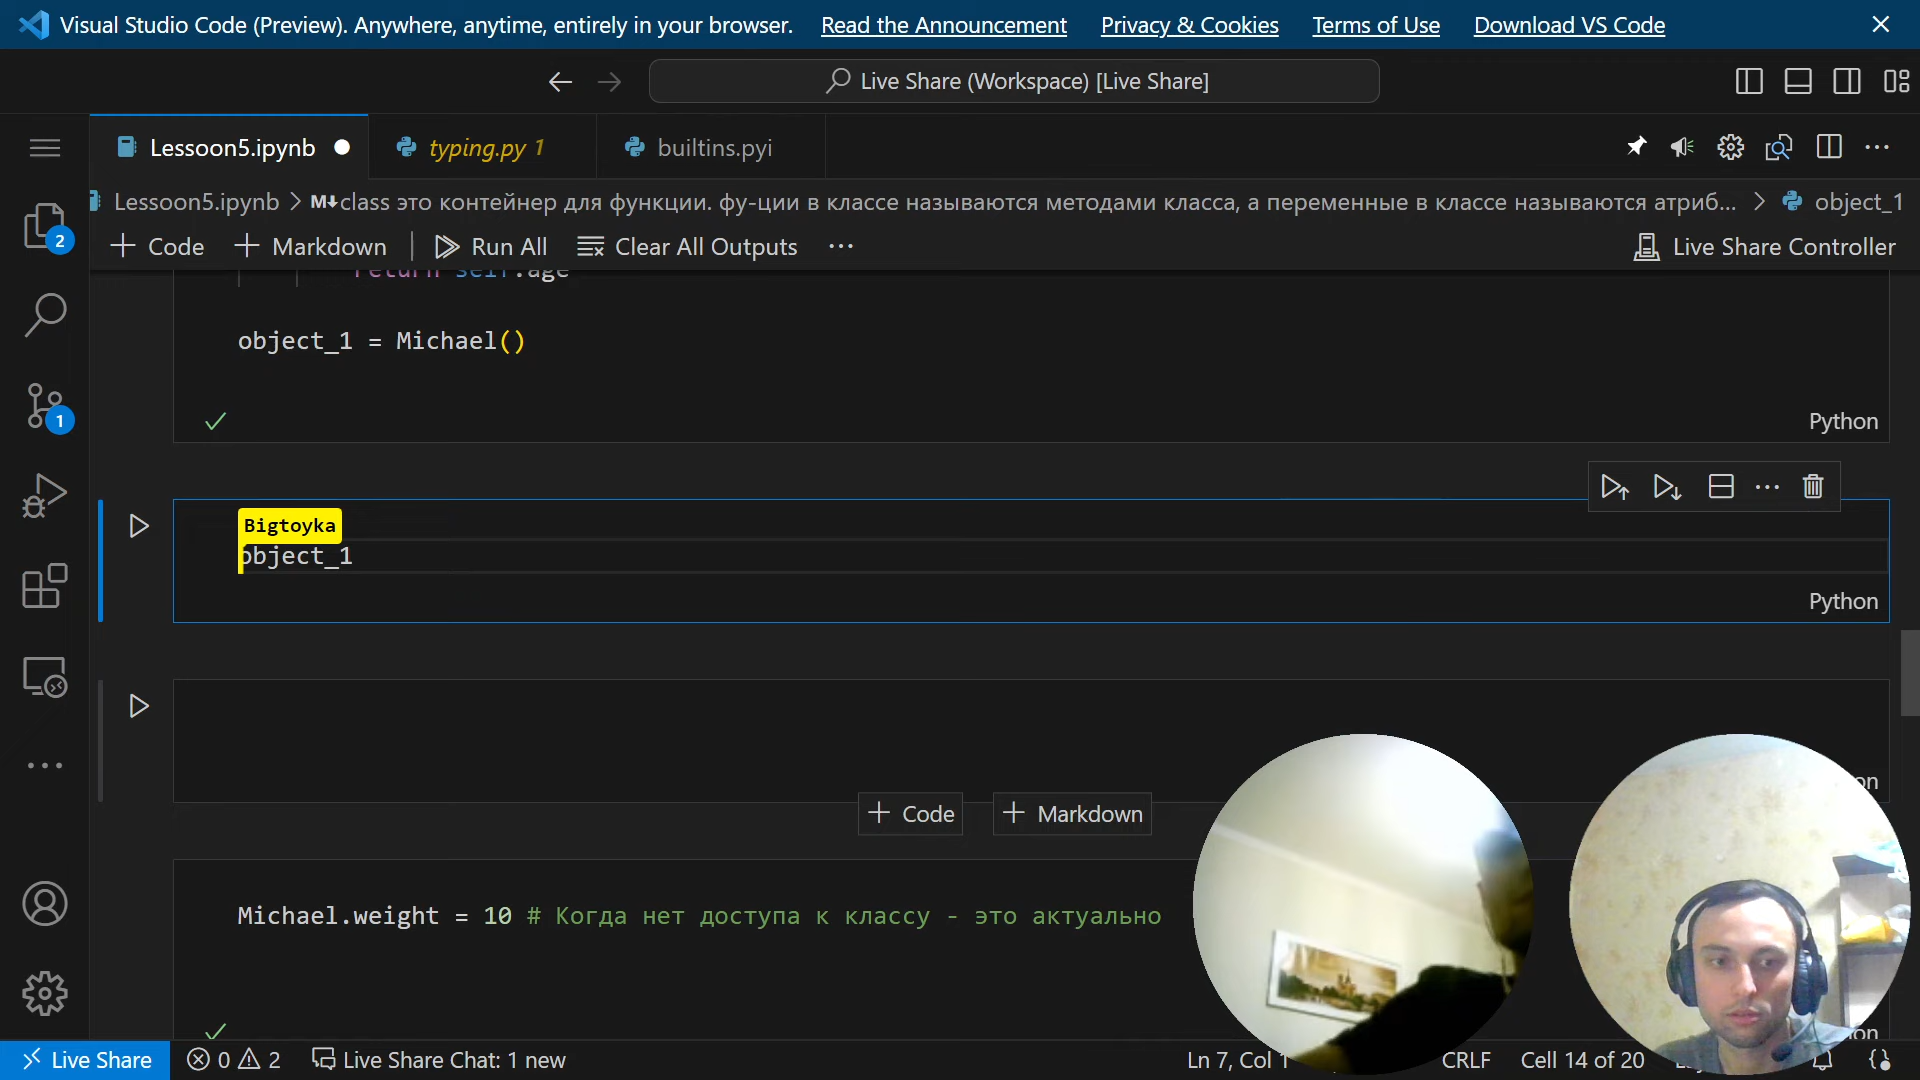 Visual Studio Code (Preview). Anywhere, anytime, entirely in your browser. Read the Announcement Privacy & Cookies Terms of Use Download VS Code
Live Share (Workspace) [Live Share]
Lessoon5.ipynb typing.py 1 builtins.pyi
Lessoon5.ipynb > M↓class это контейнер для функции. фу-ции в классе называются методами класса, а переменные в классе называются атриб... > object_1
+ Code + Markdown Run All Clear All Outputs ... Live Share Controller
return self.age
object_1 = Michael()
Python
Bigtoyka
object_1
Python
+ Code + Markdown
Michael.weight = 10 # Когда нет доступа к классу - это актуально
2
1
Live Share 0 2 Live Share Chat: 1 new Ln 7, Col 1 CRLF Cell 14 of 20